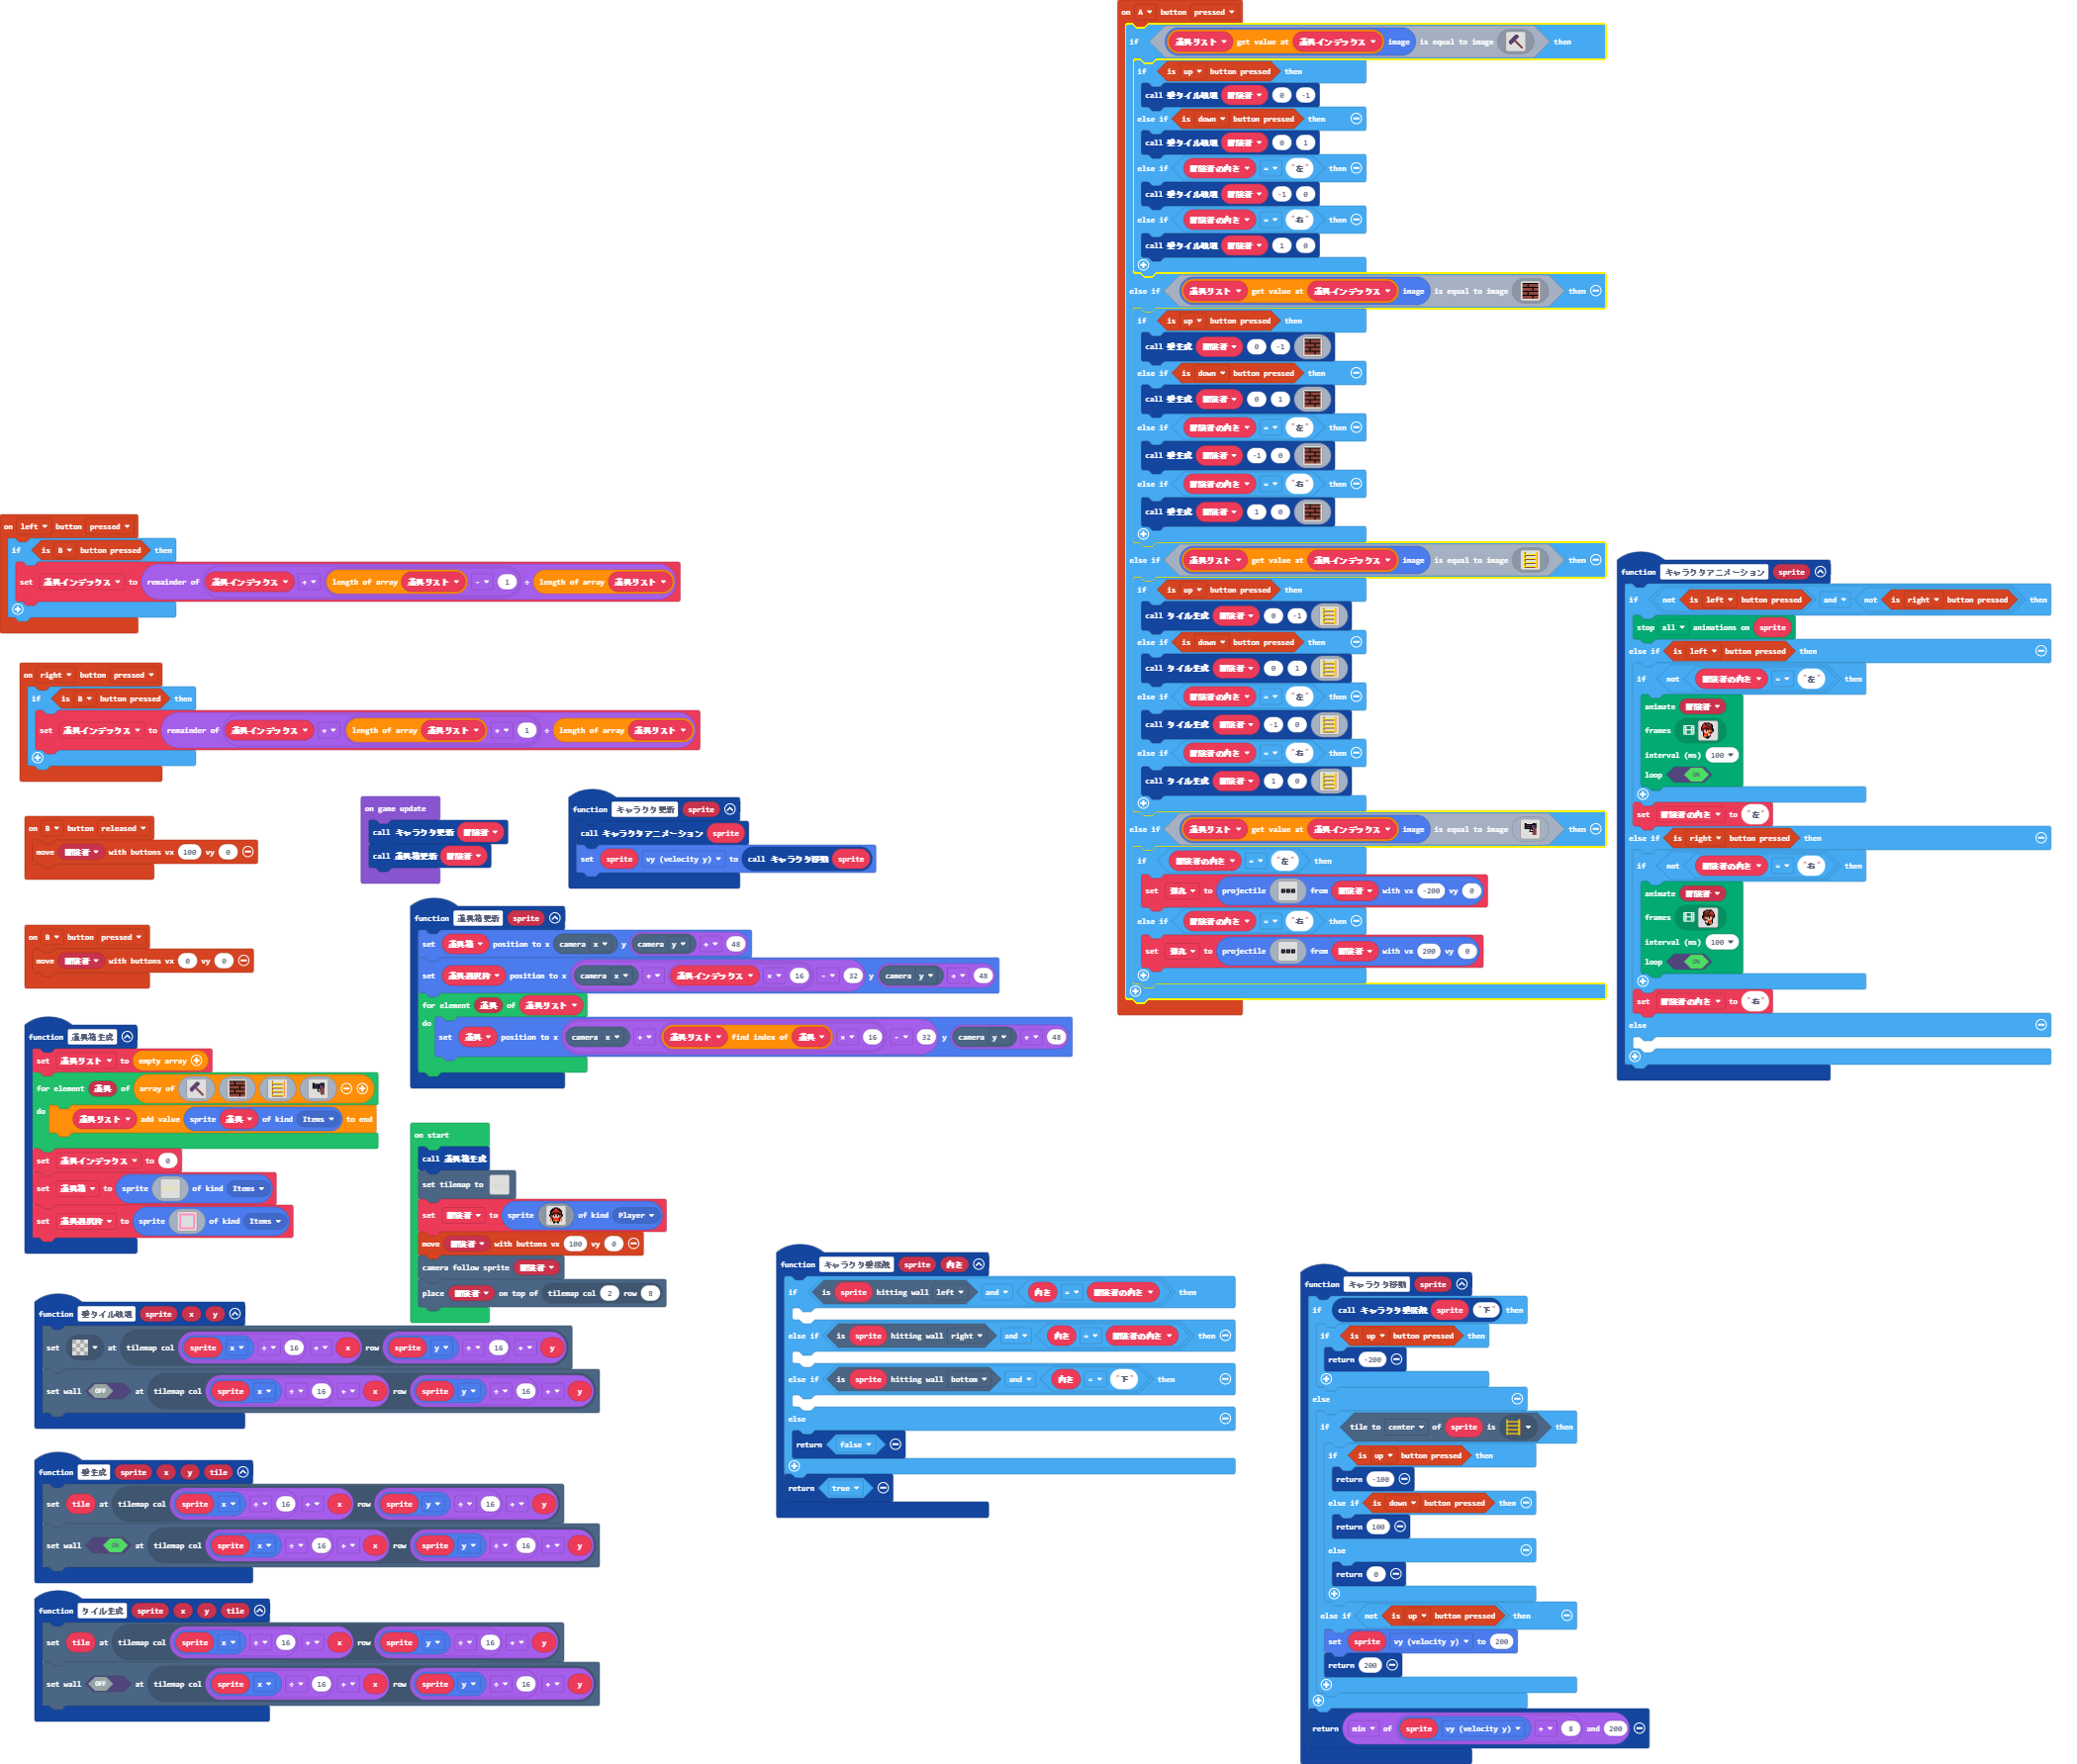 on left button pressed
if is B button pressed then
set 道具インデックス to remainder of 道具インデックス + length of array 道具リスト - 1 ÷ length of array 道具リスト
on right button pressed
if is B button pressed then
set 道具インデックス to remainder of 道具インデックス + length of array 道具リスト + 1 ÷ length of array 道具リスト
on B button released
move 冒険者 with buttons vx 100 vy 0
on B button pressed
move 冒険者 with buttons vx 0 vy 0
on game update
call キャラクタ更新 冒険者
call 道具箱更新 冒険者
function キャラクタ更新 sprite
call キャラクタアニメーション sprite
set sprite vy (velocity y) to call キャラクタ移動 sprite
function 道具箱更新 sprite
set 道具箱 position to x camera x y camera y + 48
set 道具選択枠 position to x camera x + 道具インデックス x 16 - 32 y camera y + 48
for element 道具 of 道具リスト
do
set 道具 position to x camera x + 道具リスト find index of 道具 x 16 - 32 y camera y + 48
function 道具箱生成
set 道具リスト to empty array
for element 道具 of array of
do
道具リスト add value sprite 道具 of kind Items to end
set 道具インデックス to 0
set 道具箱 to sprite of kind Items
set 道具選択枠 to sprite of kind Items
on start
call 道具箱生成
set tilemap to
set 冒険者 to sprite of kind Player
move 冒険者 with buttons vx 100 vy 0
camera follow sprite 冒険者
place 冒険者 on top of tilemap col 2 row 8
function 壁タイル破壊 sprite x y
set at tilemap col sprite x ÷ 16 + x row sprite y ÷ 16 + y
set wall OFF at tilemap col sprite x ÷ 16 + x row sprite y ÷ 16 + y
function 壁生成 sprite x y tile
set tile at tilemap col sprite x ÷ 16 + x row sprite y ÷ 16 + y
set wall ON at tilemap col sprite x ÷ 16 + x row sprite y ÷ 16 + y
function タイル生成 sprite x y tile
set tile at tilemap col sprite x ÷ 16 + x row sprite y ÷ 16 + y
set wall OFF at tilemap col sprite x ÷ 16 + x row sprite y ÷ 16 + y
on A button pressed
if 道具リスト get value at 道具インデックス image is equal to image then
if is up button pressed then
call 壁タイル破壊 冒険者 0 -1
else if is down button pressed then
call 壁タイル破壊 冒険者 0 1
else if 冒険者の向き = "左" then
call 壁タイル破壊 冒険者 -1 0
else if 冒険者の向き = "右" then
call 壁タイル破壊 冒険者 1 0
else if 道具リスト get value at 道具インデックス image is equal to image then
if is up button pressed then
call 壁生成 冒険者 0 -1
else if is down button pressed then
call 壁生成 冒険者 0 1
else if 冒険者の向き = "左" then
call 壁生成 冒険者 -1 0
else if 冒険者の向き = "右" then
call 壁生成 冒険者 1 0
else if 道具リスト get value at 道具インデックス image is equal to image then
if is up button pressed then
call タイル生成 冒険者 0 -1
else if is down button pressed then
call タイル生成 冒険者 0 1
else if 冒険者の向き = "左" then
call タイル生成 冒険者 -1 0
else if 冒険者の向き = "右" then
call タイル生成 冒険者 1 0
else if 道具リスト get value at 道具インデックス image is equal to image then
if 冒険者の向き = "左" then
set 弾丸 to projectile from 冒険者 with vx -200 vy 0
else if 冒険者の向き = "右" then
set 弾丸 to projectile from 冒険者 with vx 200 vy 0
function キャラクタアニメーション sprite
if not is left button pressed and not is right button pressed then
stop all animations on sprite
else if is left button pressed then
if not 冒険者の向き = "左" then
animate 冒険者
frames
interval (ms) 100
loop ON
set 冒険者の向き to "左"
else if is right button pressed then
if not 冒険者の向き = "右" then
animate 冒険者
frames
interval (ms) 100
loop ON
set 冒険者の向き to "右"
else
function キャラクタ壁接触 sprite 向き
if is sprite hitting wall left and 向き = 冒険者の向き then
else if is sprite hitting wall right and 向き = 冒険者の向き then
else if is sprite hitting wall bottom and 向き = "下" then
else
return false
return true
function キャラクタ移動 sprite
if call キャラクタ壁接触 sprite "下" then
if is up button pressed then
return -200
else
if tile to center of sprite is then
if is up button pressed then
return -100
else if is down button pressed then
return 100
else
return 0
else if not is up button pressed then
set sprite vy (velocity y) to 200
return 200
return min of sprite vy (velocity y) + 8 and 200